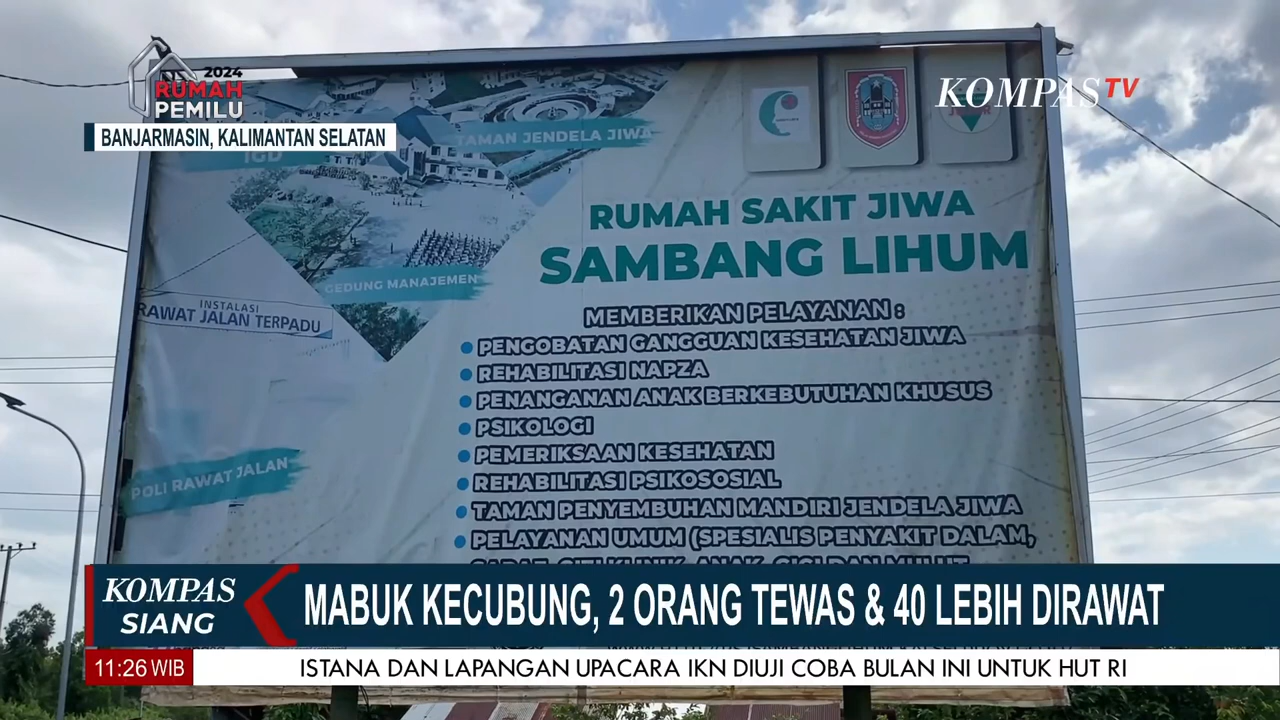 2024
RUMAH
PEMILU
BANJARMASIN, KALIMANTAN SELATAN
KOMPASTV
IGD
TAMAN JENDELA JIWA
GEDUNG MANAJEMEN
INSTALASI
RAWAT JALAN TERPADU
POLI RAWAT JALAN
RUMAH SAKIT JIWA
SAMBANG LIHUM
MEMBERIKAN PELAYANAN :
PENGOBATAN GANGGUAN KESEHATAN JIWA
REHABILITASI NAPZA
PENANGANAN ANAK BERKEBUTUHAN KHUSUS
PSIKOLOGI
PEMERIKSAAN KESEHATAN
REHABILITASI PSIKOSOSIAL
TAMAN PENYEMBUHAN MANDIRI JENDELA JIWA
PELAYANAN UMUM (SPESIALIS PENYAKIT DALAM,
KOMPAS
SIANG
MABUK KECUBUNG, 2 ORANG TEWAS & 40 LEBIH DIRAWAT
11:26 WIB
ISTANA DAN LAPANGAN UPACARA IKN DIUJI COBA BULAN INI UNTUK HUT RI